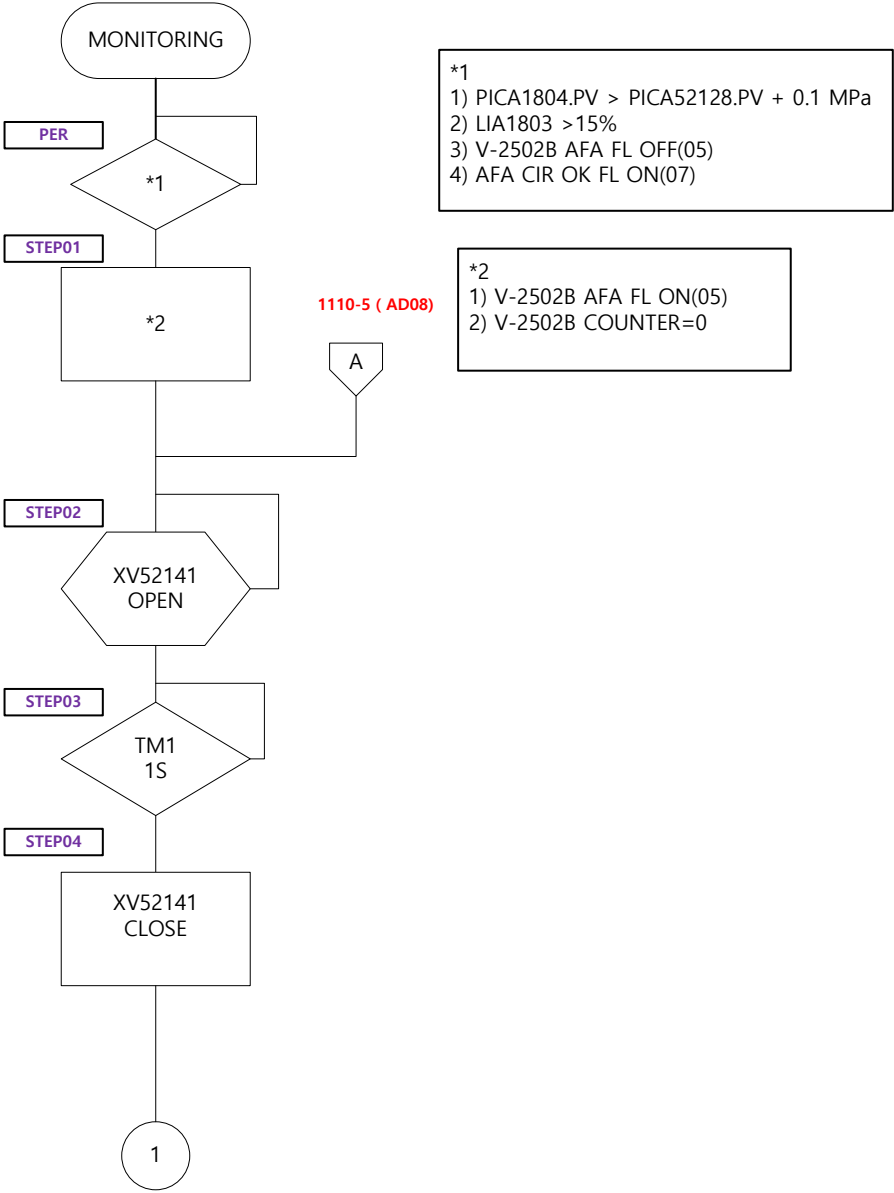 MONITORING
*1
1) PICA1804.PV > PICA52128.PV + 0.1 MPa
2) LIA1803 >15%
3) V-2502B AFA FL OFF(05)
4) AFA CIR OK FL ON(07)
PER
*1
STEP01
*2
*2
1) V-2502B AFA FL ON(05)
2) V-2502B COUNTER=0
1110-5 ( AD08)
A
STEP02
XV52141
OPEN
STEP03
TM1
1S
STEP04
XV52141
CLOSE
1